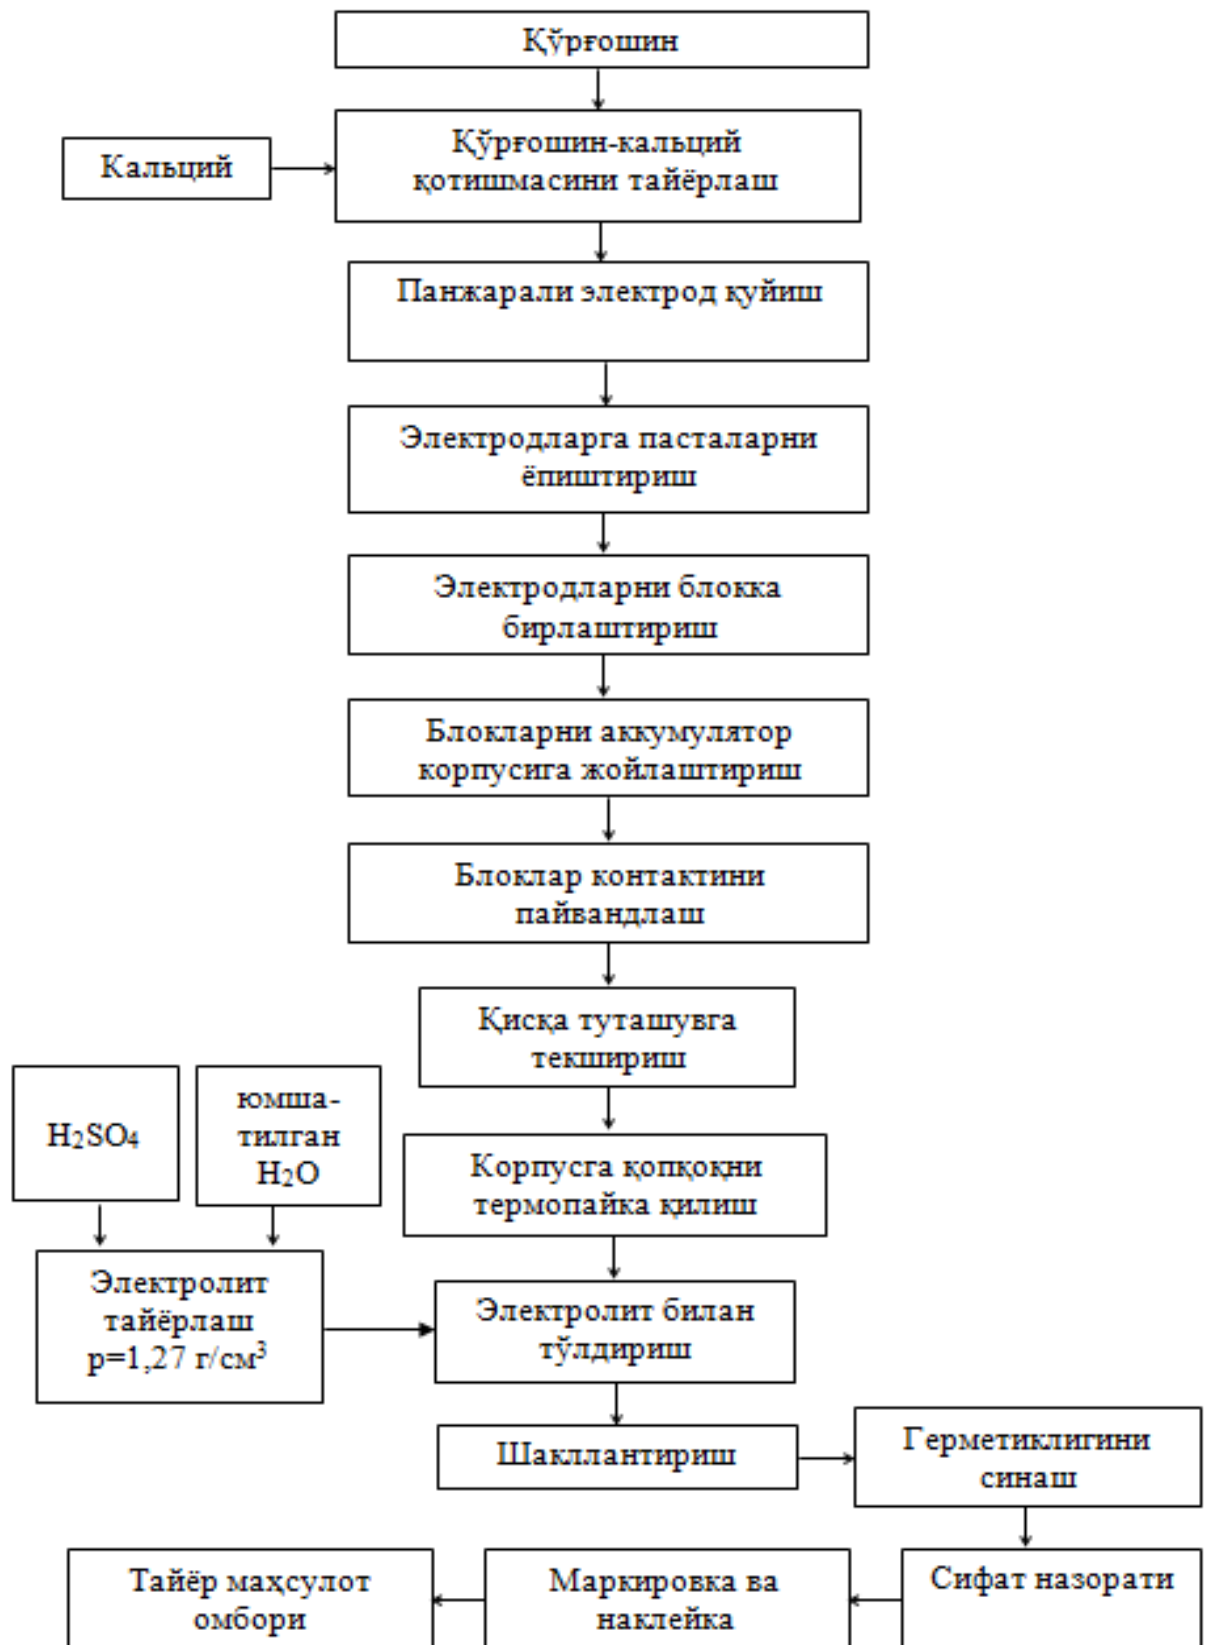 Қўрғошин
Кальций
Қўрғошин-кальций
қотишмасини тайёрлаш
Панжарали электрод қуйиш
Электродларга пасталарни
ёпиштириш
Электродларни блокка
бирлаштириш
Блокларни аккумулятор
корпусига жойлаштириш
Блоклар контактини
пайвандлаш
Қисқа туташувга
текшириш
H₂SO₄
юмша-
тилган
H₂O
Корпусга қопқоқни
термопайка қилиш
Электролит
тайёрлаш
p=1,27 г/см³
Электролит билан
тўлдириш
Шакллантириш
Герметиклигини
синаш
Сифат назорати
Маркировка ва
наклейка
Тайёр маҳсулот
омбори